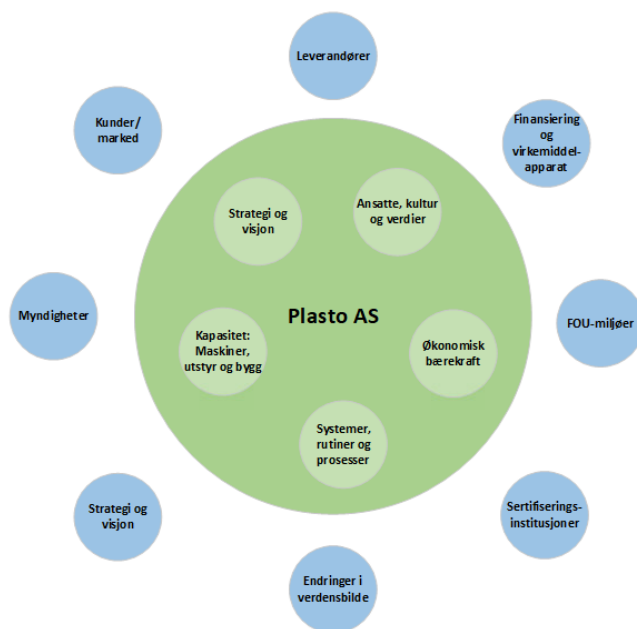 Leverandører
Kunder/
marked
Finansiering
og
virkemiddel-
apparat
Strategi og
visjon
Ansatte, kultur
og verdier
Myndigheter
Plasto AS
FOU-miljøer
Kapasitet:
Maskiner,
utstyr og bygg
Økonomisk
bærekraft
Systemer,
rutiner og
prosesser
Strategi og
visjon
Sertifiserings-
institusjoner
Endringer i
verdensbilde